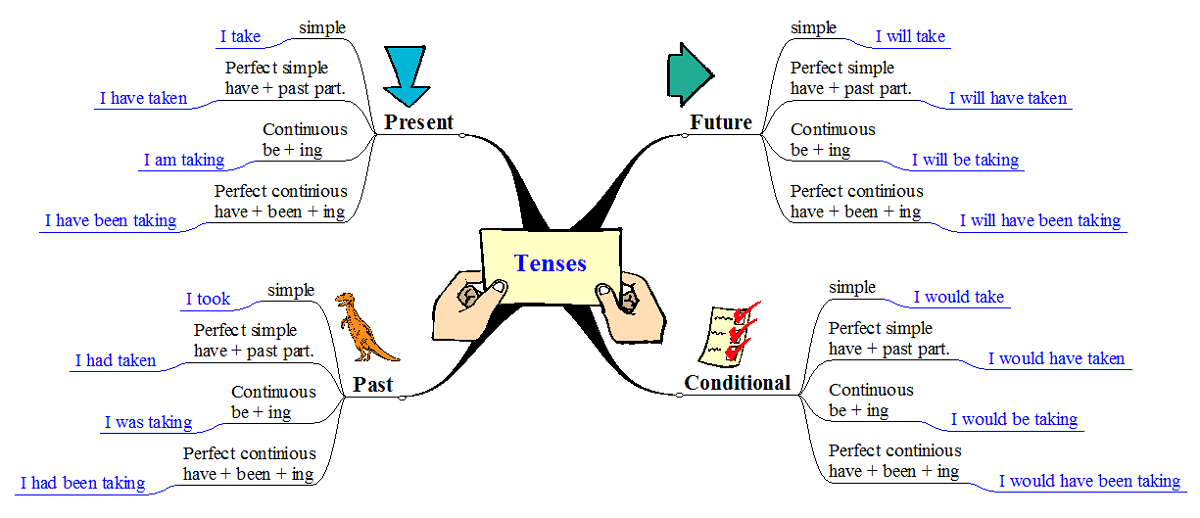 Tenses
Present
simple
I take
Perfect simple
have + past part.
I have taken
Continuous
be + ing
I am taking
Perfect continious
have + been + ing
I have been taking
Future
simple
I will take
Perfect simple
have + past part.
I will have taken
Continuous
be + ing
I will be taking
Perfect continious
have + been + ing
I will have been taking
Past
simple
I took
Perfect simple
have + past part.
I had taken
Continuous
be + ing
I was taking
Perfect continious
have + been + ing
I had been taking
Conditional
simple
I would take
Perfect simple
have + past part.
I would have taken
Continuous
be + ing
I would be taking
Perfect continious
have + been + ing
I would have been taking